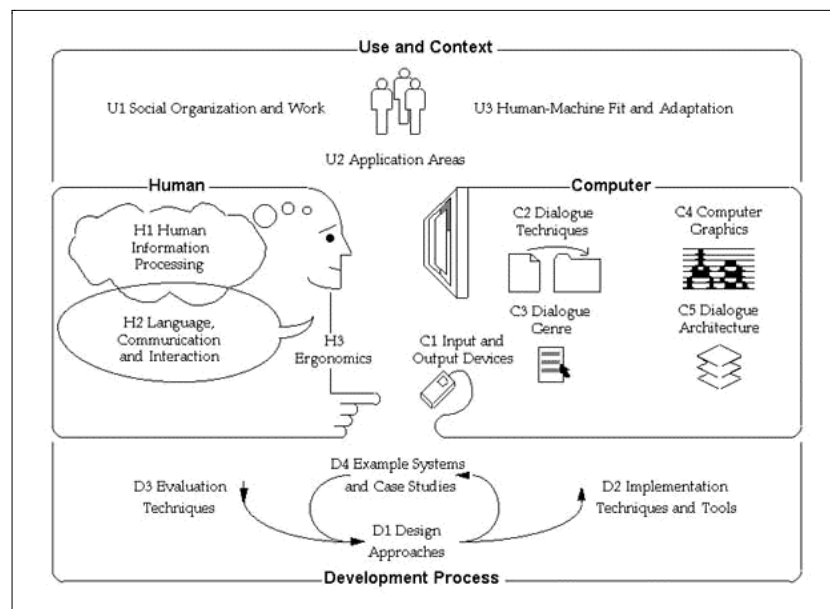 Use and Context
U1 Social Organization and Work
U3 Human-Machine Fit and Adaptation
U2 Application Areas
Human
H1 Human
Information
Processing
H2 Language,
Communication
and Interaction
H3
Ergonomics
Computer
C2 Dialogue
Techniques
C4 Computer
Graphics
C3 Dialogue
Genre
C5 Dialogue
Architecture
C1 Input and
Output Devices
D4 Example Systems
and Case Studies
D3 Evaluation
Techniques
D2 Implementation
Techniques and Tools
D1 Design
Approaches
Development Process